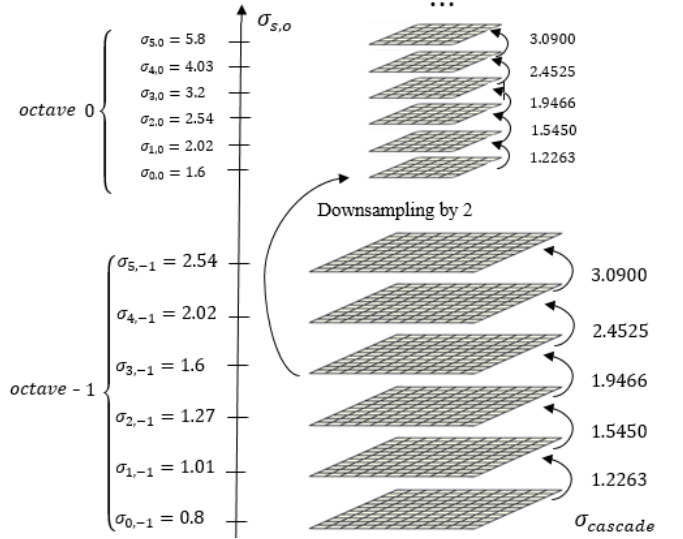 ...
σ_{s,o}
octave 0
σ_{5,0} = 5.8
σ_{4,0} = 4.03
σ_{3,0} = 3.2
σ_{2,0} = 2.54
σ_{1,0} = 2.02
σ_{0,0} = 1.6
3.0900
2.4525
1.9466
1.5450
1.2263
Downsampling by 2
octave - 1
σ_{5,−1} = 2.54
σ_{4,−1} = 2.02
σ_{3,−1} = 1.6
σ_{2,−1} = 1.27
σ_{1,−1} = 1.01
σ_{0,−1} = 0.8
3.0900
2.4525
1.9466
1.5450
1.2263
σ_{cascade}